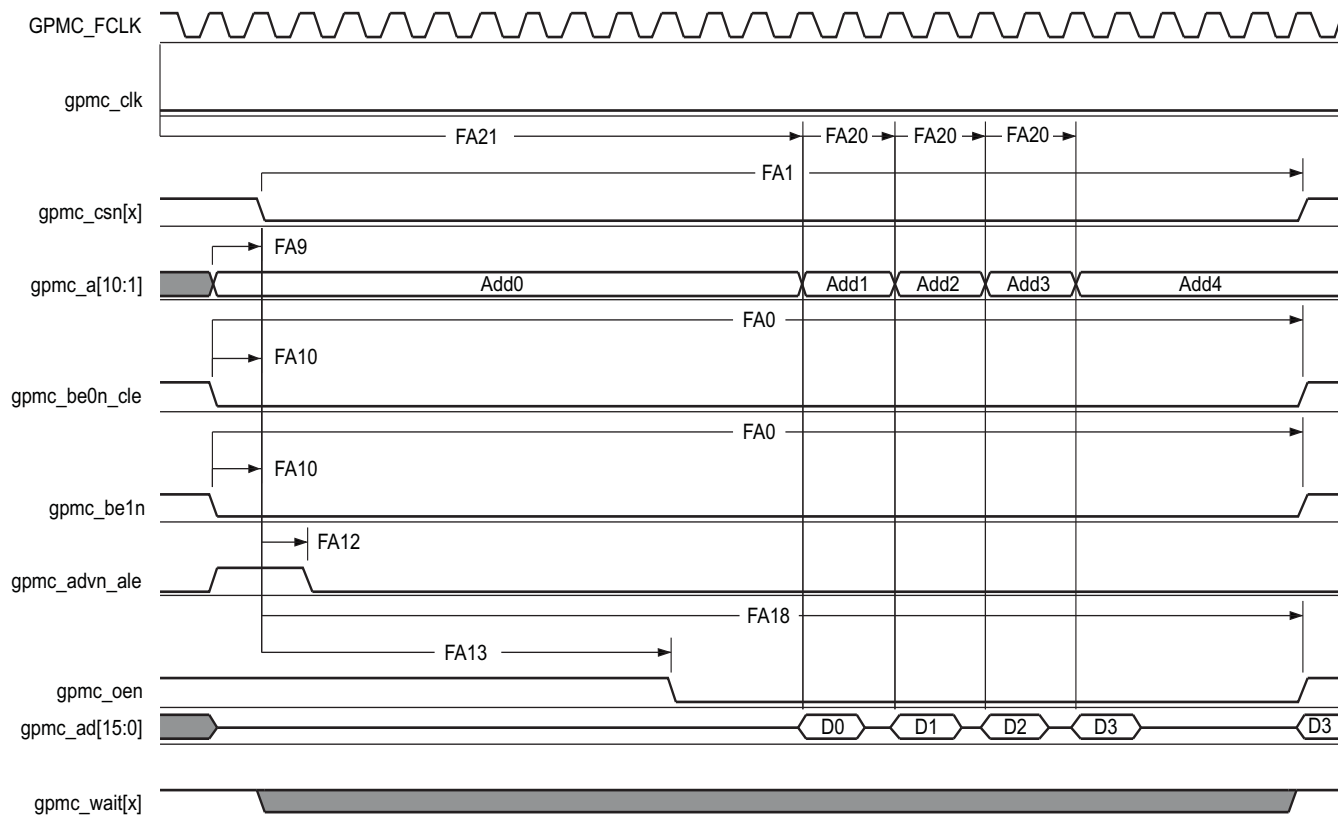 GPMC_FCLK
gpmc_clk
FA21 FA20 FA20 FA20
FA1
gpmc_csn[x]
FA9
gpmc_a[10:1] Add0 Add1 Add2 Add3 Add4
FA0
FA10
gpmc_be0n_cle
FA0
FA10
gpmc_be1n
FA12
gpmc_advn_ale
FA18
FA13
gpmc_oen
gpmc_ad[15:0] D0 D1 D2 D3 D3
gpmc_wait[x]